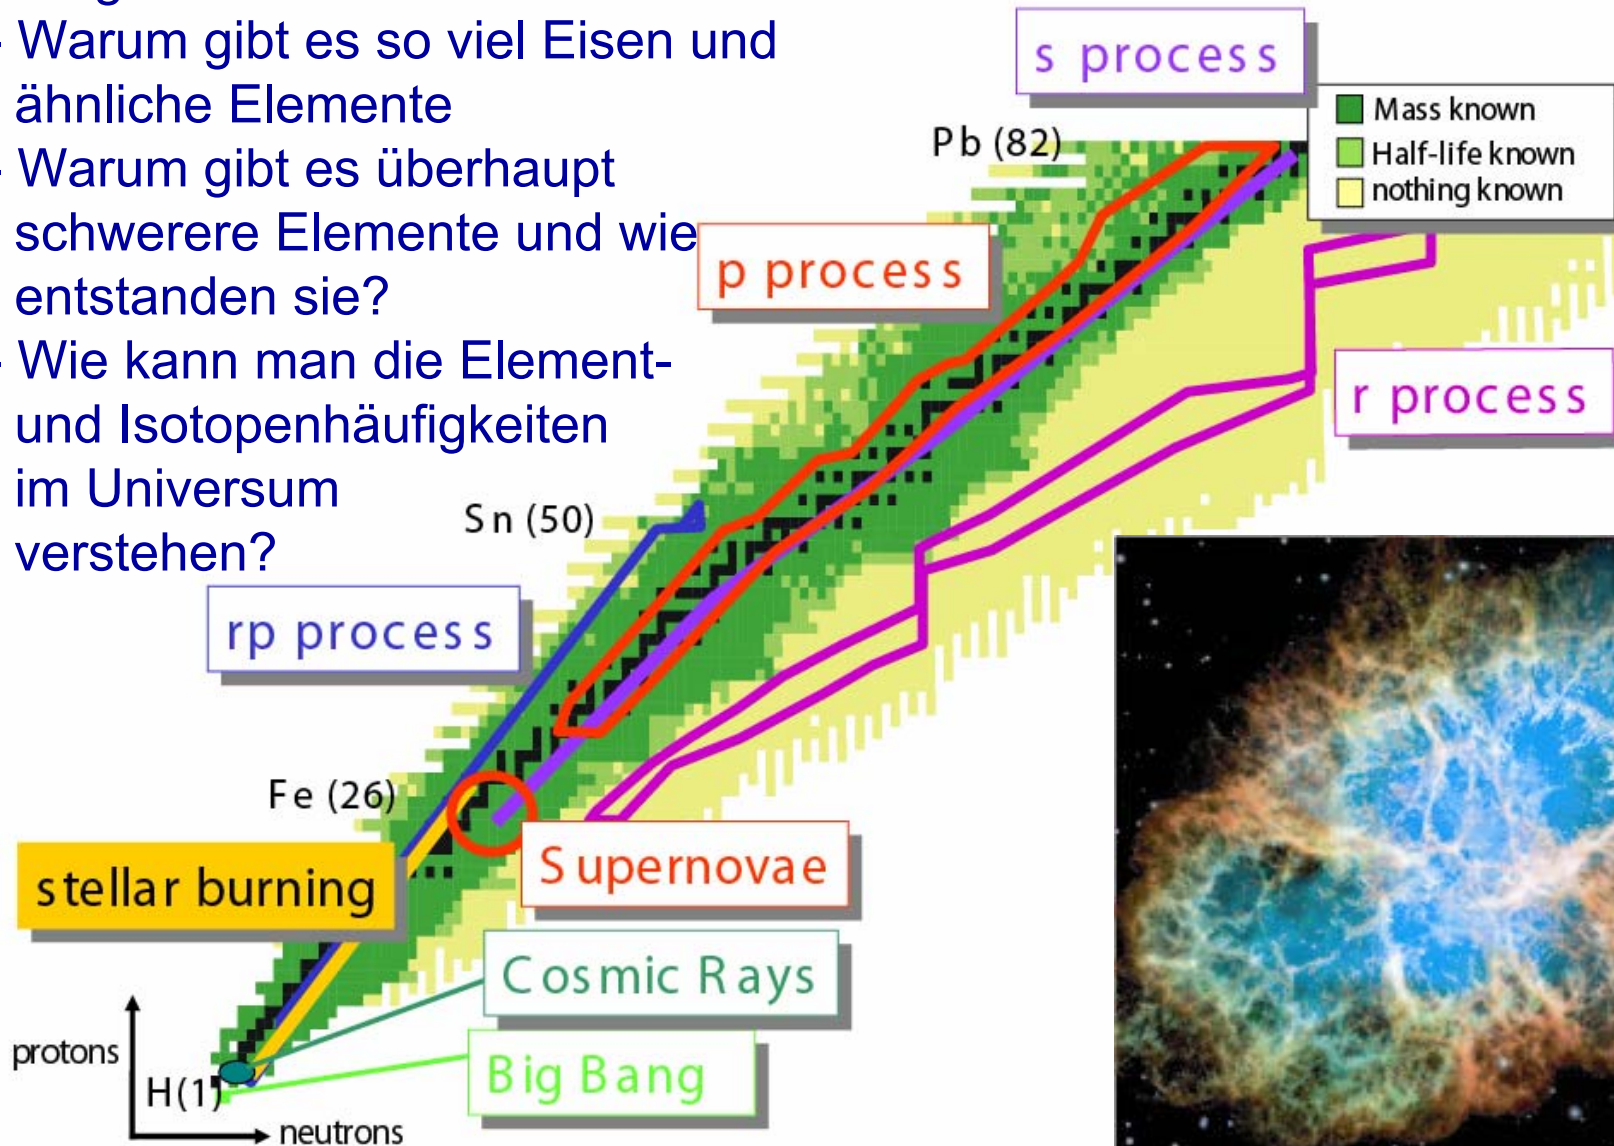 - Warum gibt es so viel Eisen und
ähnliche Elemente
- Warum gibt es überhaupt
schwerere Elemente und wie
entstanden sie?
- Wie kann man die Element-
und Isotopenhäufigkeiten
im Universum
verstehen?
s process
Mass known
Half-life known
nothing known
Pb (82)
p process
r process
Sn (50)
rp process
Fe (26)
Supernovae
stellar burning
Cosmic Rays
Big Bang
protons
H(1)
neutrons